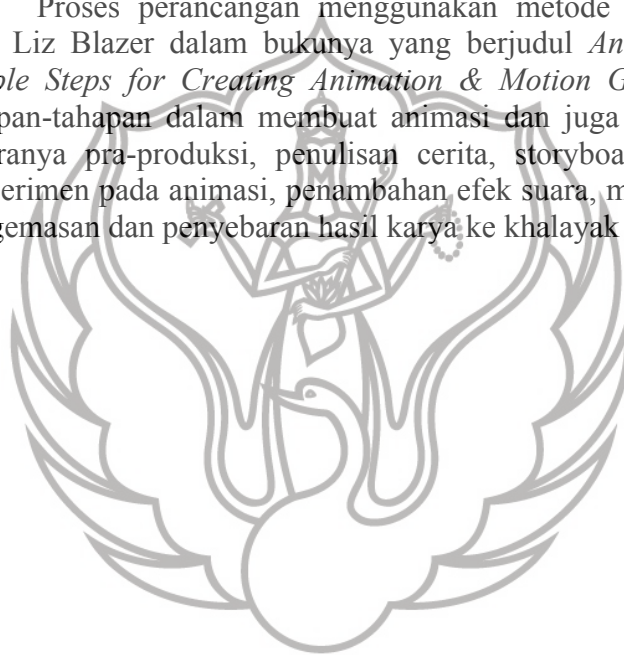 Proses perancangan menggunakan metode
Liz Blazer dalam bukunya yang berjudul An
ple Steps for Creating Animation & Motion G
pan-tahapan dalam membuat animasi dan juga
ranya pra-produksi, penulisan cerita, storyboa
perimen pada animasi, penambahan efek suara, m
gemasan dan penyebaran hasil karya ke khalayak